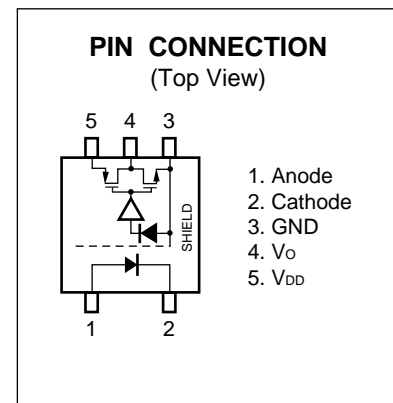 PIN CONNECTION
(Top View)
5 4 3
SHIELD
1 2
1. Anode
2. Cathode
3. GND
4. VO
5. VDD